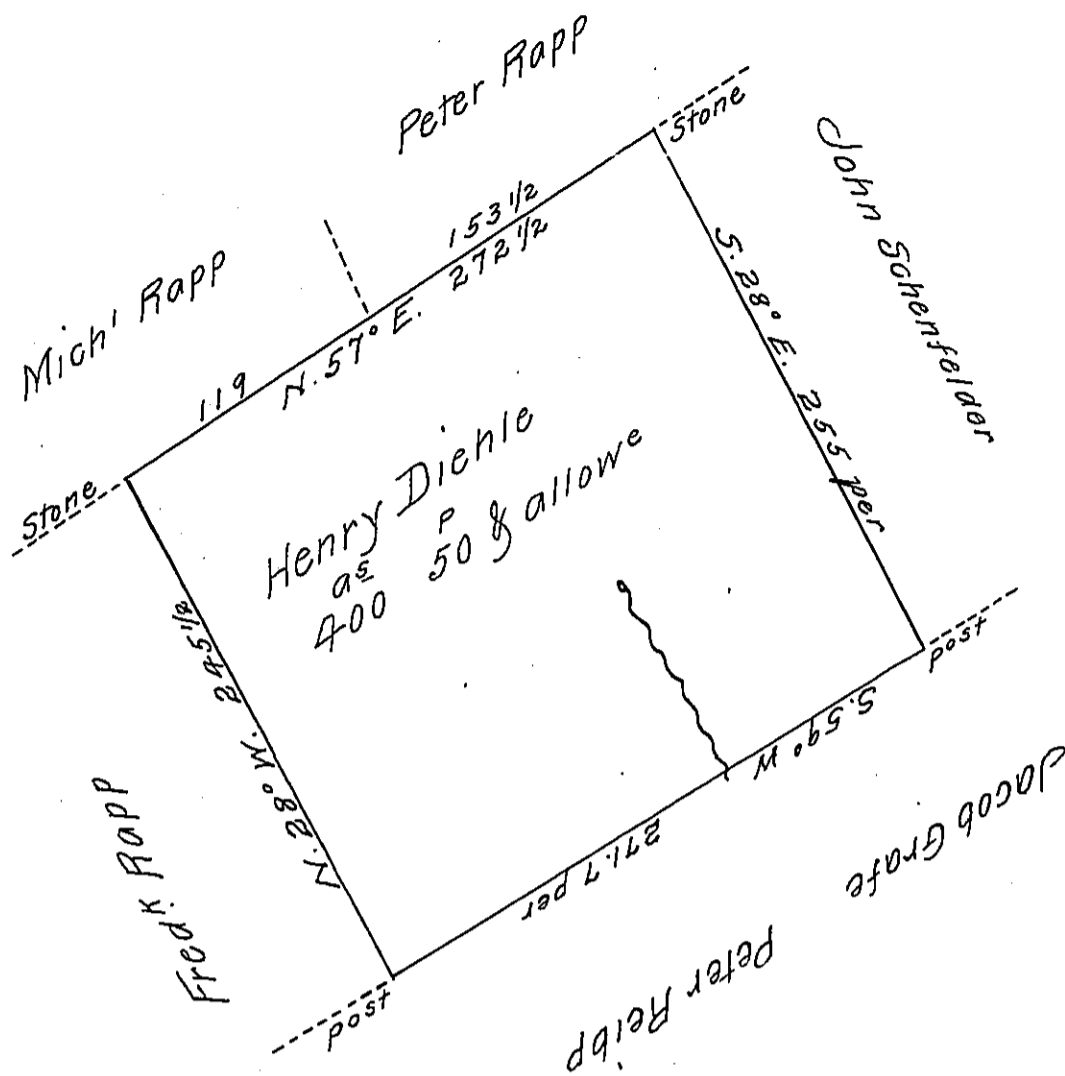 Peter Rapp
Stone
John Schenfelder
Mich' Rapp
153 1/2
272 1/2
119
N. 57° E.
S. 28° E. 255 per
Stone
Henry Diehle
as P
400 50 & allowe
N. 28° W. 245 1/2
Fredk. Rapp
Post
S. 59° W
271.7 per
Jacob Grafe
Post
Peter Reibp